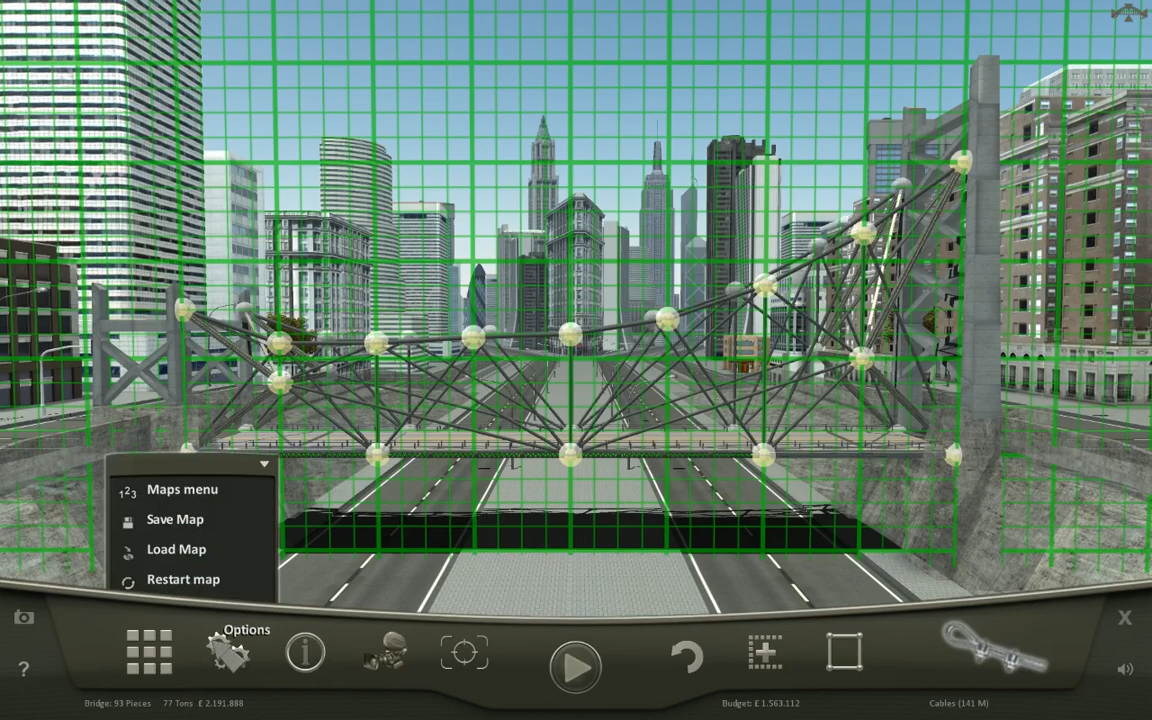 123 Maps menu
Save Map
Load Map
Restart map
Options
i
?
X
Bridge: 93 Pieces 77 Tons £ 2.191.888
Budget: £ 1.563.112
Cables (141 M)